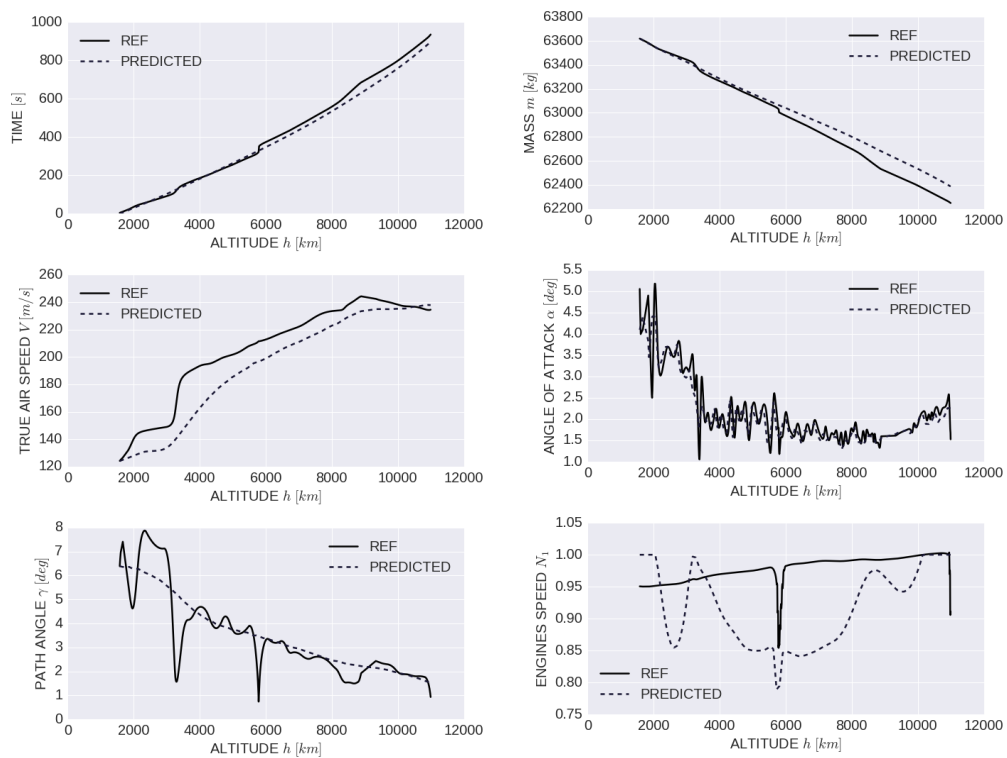 1000
800
600
400
200
0
TIME [s]
REF
PREDICTED
0 2000 4000 6000 8000 10000 12000
ALTITUDE h [km]
63800
63600
63400
63200
63000
62800
62600
62400
62200
MASS m [kg]
REF
PREDICTED
0 2000 4000 6000 8000 10000 12000
ALTITUDE h [km]
260
240
220
200
180
160
140
120
TRUE AIR SPEED V [m/s]
REF
PREDICTED
0 2000 4000 6000 8000 10000 12000
ALTITUDE h [km]
5.5
5.0
4.5
4.0
3.5
3.0
2.5
2.0
1.5
1.0
ANGLE OF ATTACK α [deg]
REF
PREDICTED
0 2000 4000 6000 8000 10000 12000
ALTITUDE h [km]
8
7
6
5
4
3
2
1
0
PATH ANGLE γ [deg]
REF
PREDICTED
0 2000 4000 6000 8000 10000 12000
ALTITUDE h [km]
1.05
1.00
0.95
0.90
0.85
0.80
0.75
ENGINES SPEED N₁
REF
PREDICTED
0 2000 4000 6000 8000 10000 12000
ALTITUDE h [km]